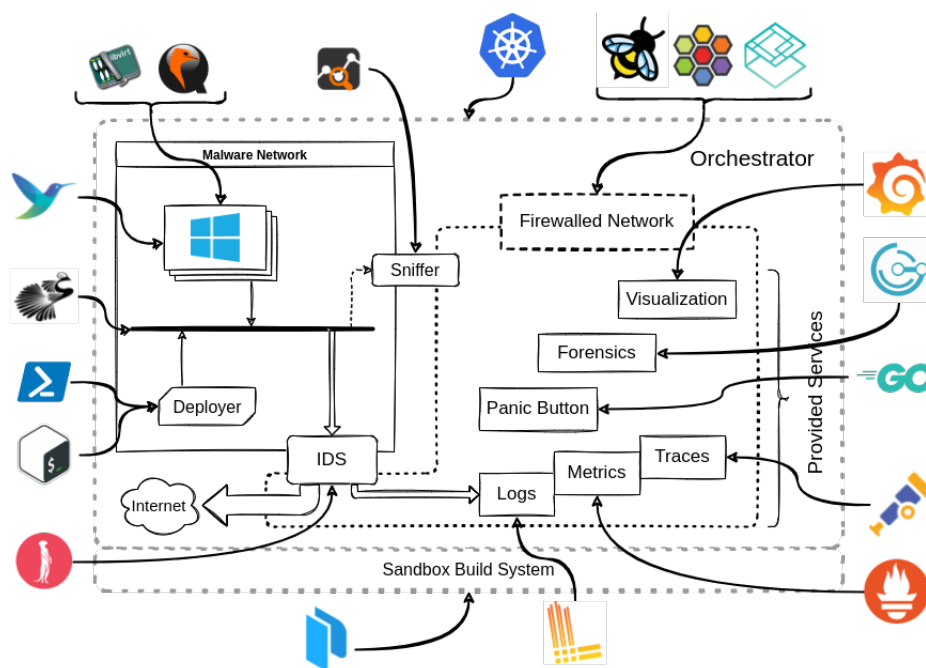 libvirt
Malware Network
Orchestrator
Firewalled Network
Sniffer
Visualization
Forensics
Panic Button
Provided Services
GO
Deployer
$_
IDS
Traces
Metrics
Logs
Internet
Sandbox Build System